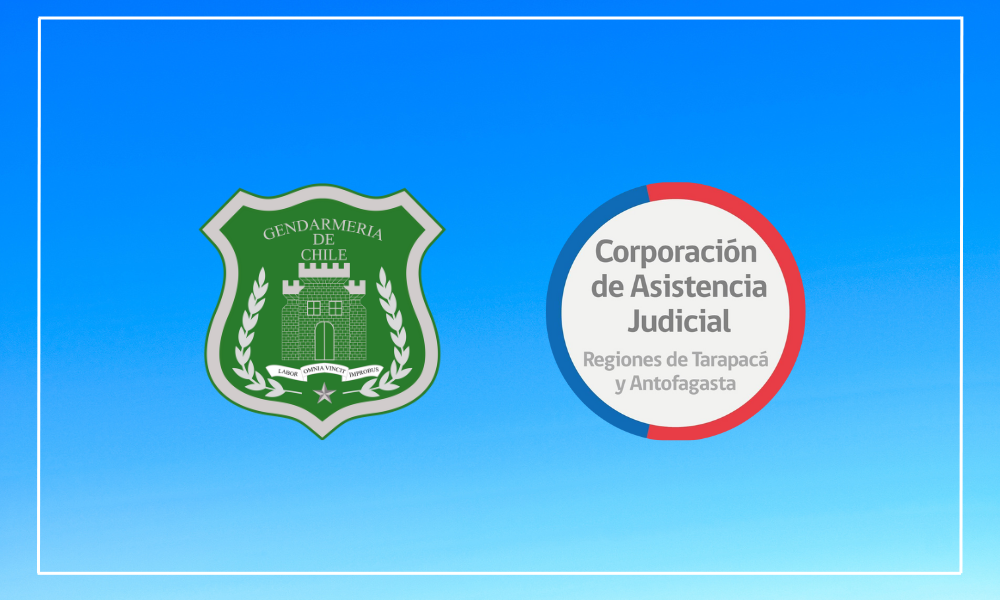 GENDARMERIA
DE
CHILE
LABOR OMNIA VINCIT IMPROBUS
Corporación
de Asistencia
Judicial
Regiones de Tarapacá
y Antofagasta